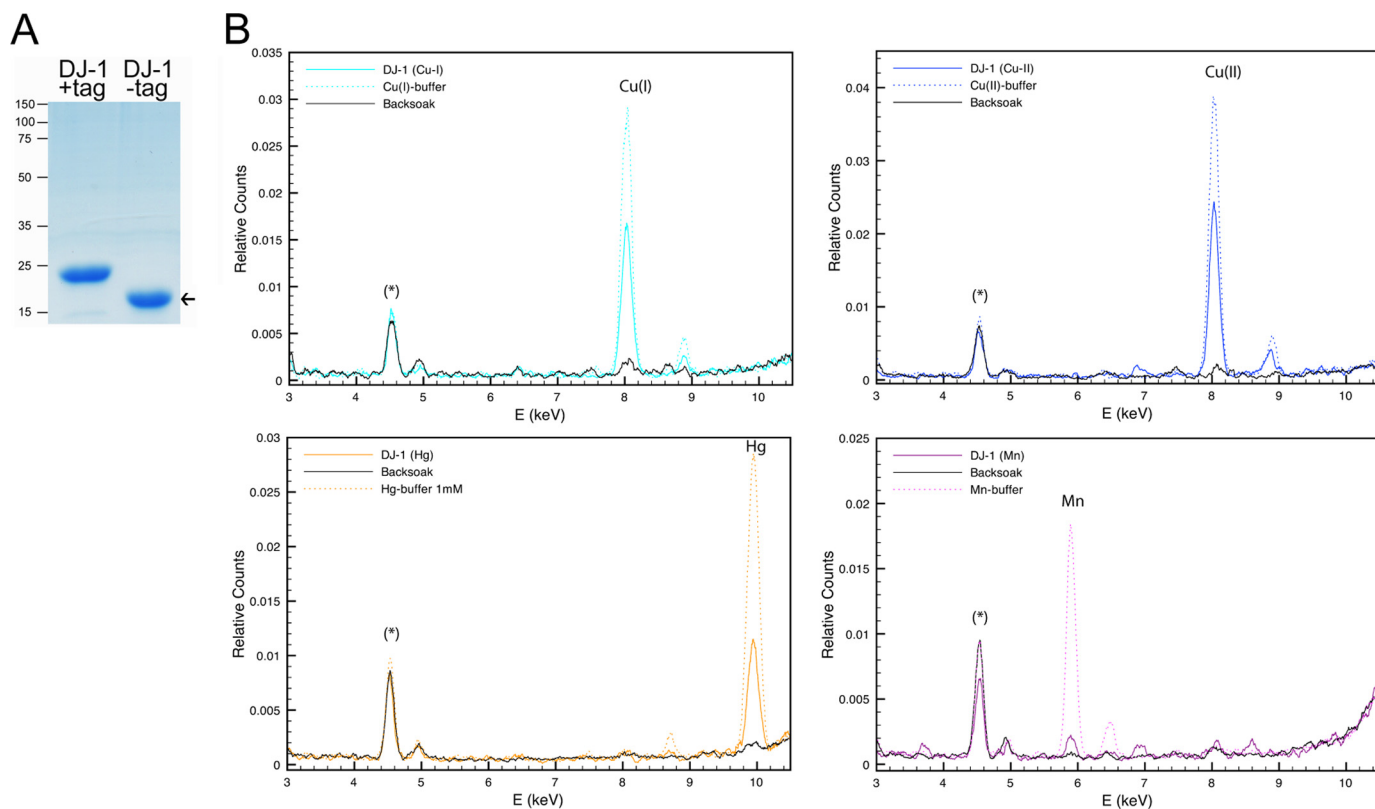 A
DJ-1 DJ-1
+tag -tag
150
100
75
50
35
25
15
B
0.035
0.03
0.025
0.02
0.015
0.01
0.005
0
Relative Counts
DJ-1 (Cu-I)
Cu(I)-buffer
Backsoak
Cu(I)
(*)
3 4 5 6 7 8 9 10
E (keV)
0.04
0.03
0.02
0.01
0
Relative Counts
DJ-1 (Cu-II)
Cu(II)-buffer
Backsoak
Cu(II)
(*)
3 4 5 6 7 8 9 10
E (keV)
0.03
0.025
0.02
0.015
0.01
0.005
0
Relative Counts
DJ-1 (Hg)
Backsoak
Hg-buffer 1mM
Hg
(*)
3 4 5 6 7 8 9 10
E (keV)
0.025
0.02
0.015
0.01
0.005
0
Relative Counts
DJ-1 (Mn)
Backsoak
Mn-buffer
Mn
(*)
3 4 5 6 7 8 9 10
E (keV)